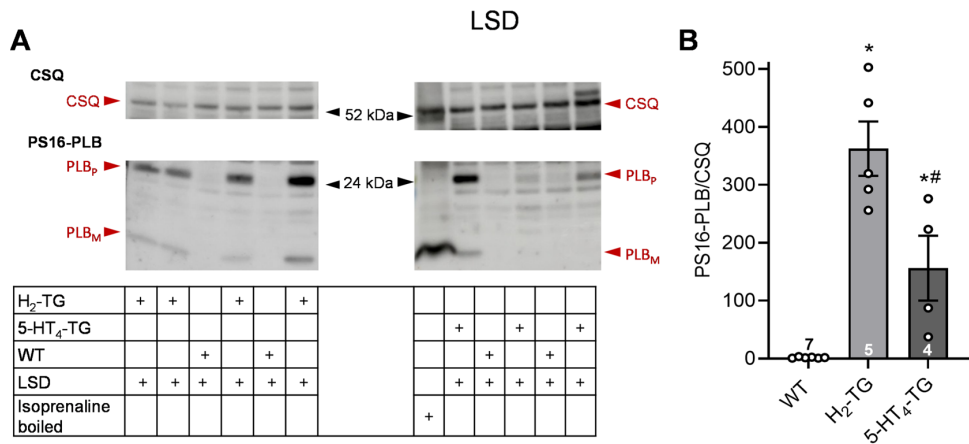 LSD
A
CSQ
CSQ
52 kDa
CSQ
PS16-PLB
PLBP
24 kDa
PLBP
PLBM
PLBM
H2-TG + + + +
5-HT4-TG + + +
WT + + + +
LSD + + + + + + + + + + +
Isoprenaline
boiled +
B
PS16-PLB/CSQ
500
400
300
200
100
0
*
*#
7
5
4
WT
H2-TG
5-HT4-TG